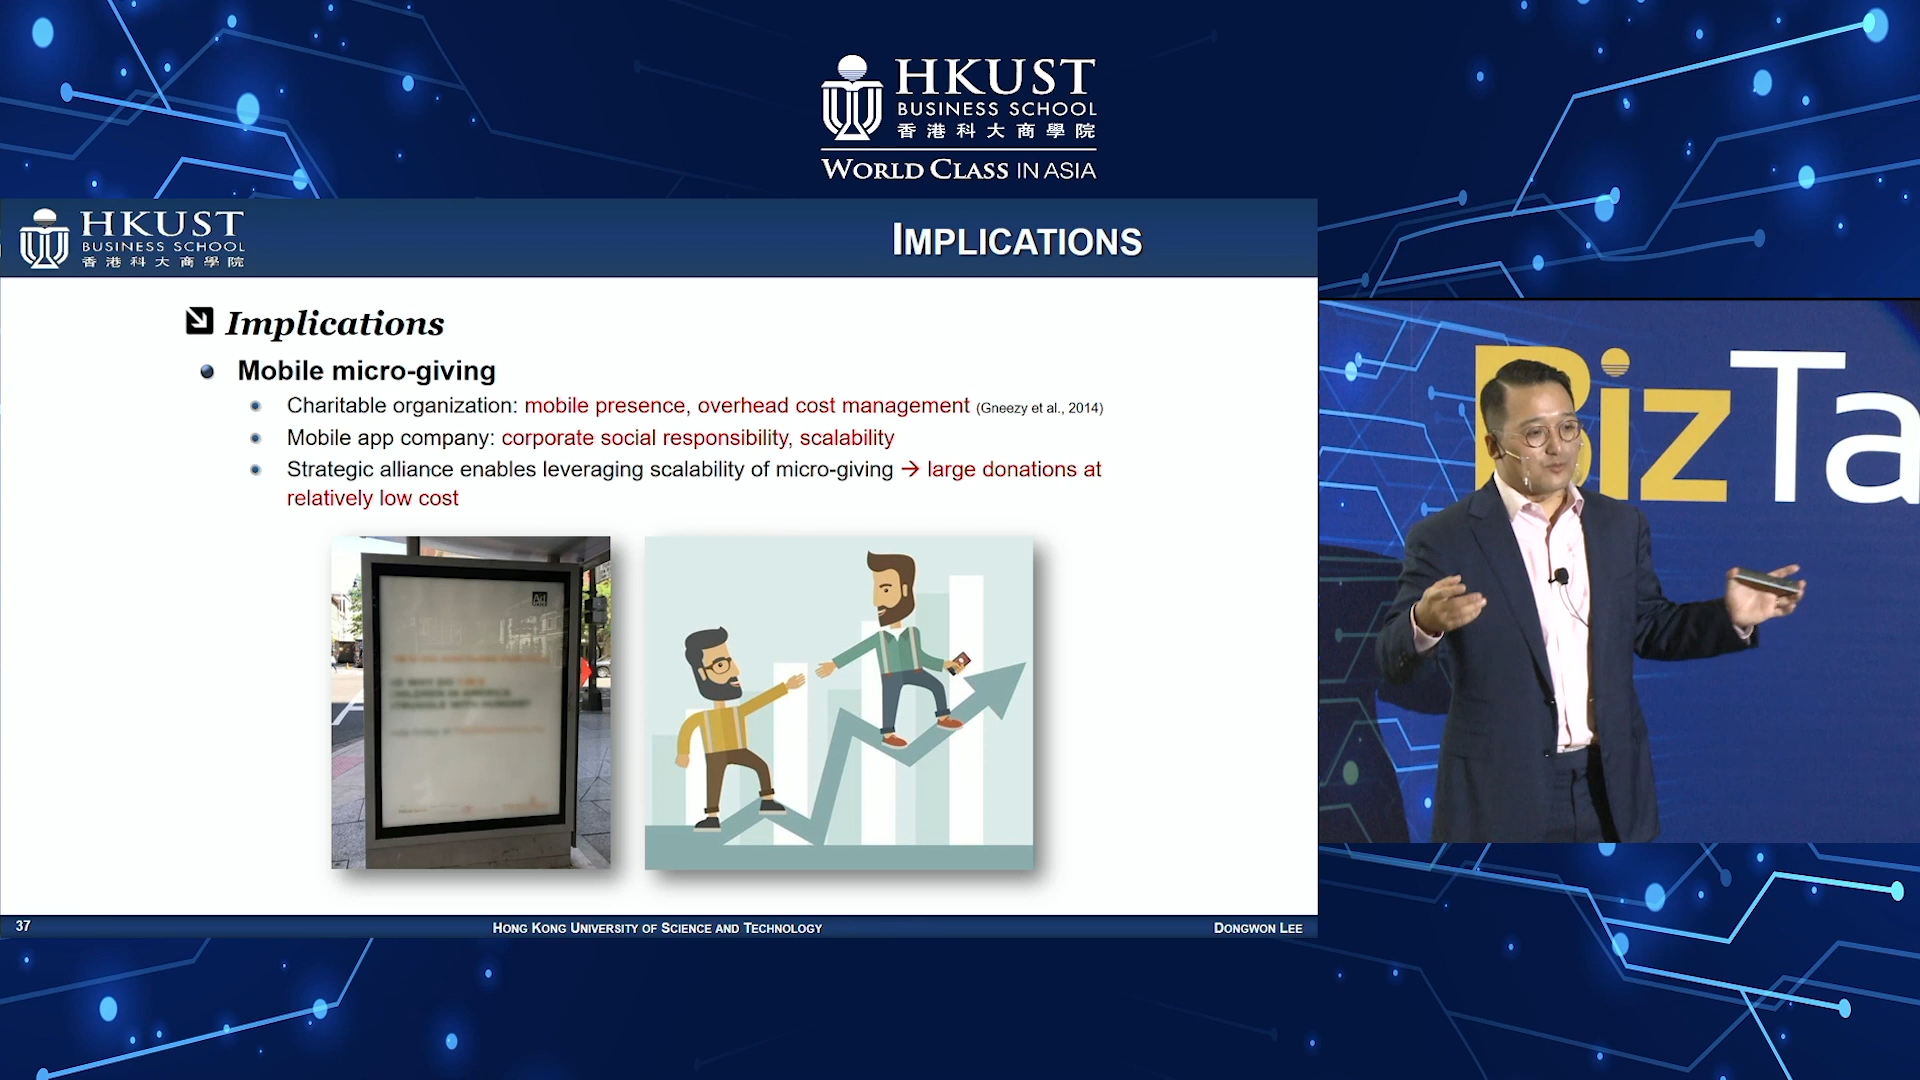 HKUST
BUSINESS SCHOOL
香港科大商學院
WORLD CLASS IN ASIA
HKUST
BUSINESS SCHOOL
香港科大商學院
IMPLICATIONS
Implications
Mobile micro-giving
Charitable organization: mobile presence, overhead cost management (Gneezy et al., 2014)
Mobile app company: corporate social responsibility, scalability
Strategic alliance enables leveraging scalability of micro-giving → large donations at
relatively low cost
Ad
37
HONG KONG UNIVERSITY OF SCIENCE AND TECHNOLOGY
DONGWON LEE
BizTa